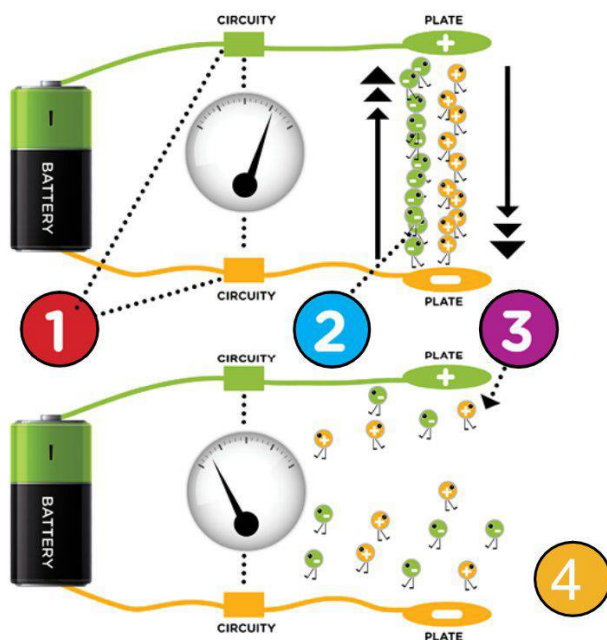 CIRCUITY
PLATE
+
BATTERY
-
PLATE
CIRCUITY
1
2
3
CIRCUITY
PLATE
+
BATTERY
-
PLATE
CIRCUITY
4